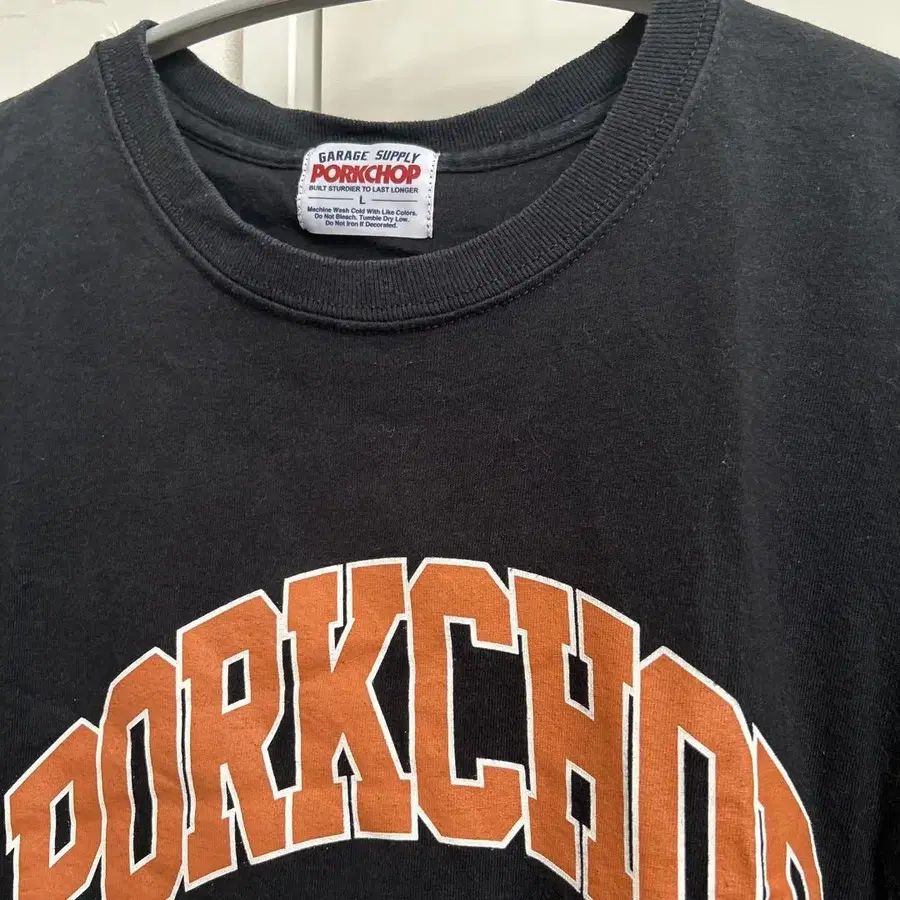 GARAGE SUPPLY
PORKCHOP
BUILT STURDIER TO LAST LONGER
L
Machine Wash Cold With Like Colors.
Do Not Bleach. Tumble Dry Low.
Do Not Iron If Decorated.
PORKCHOP